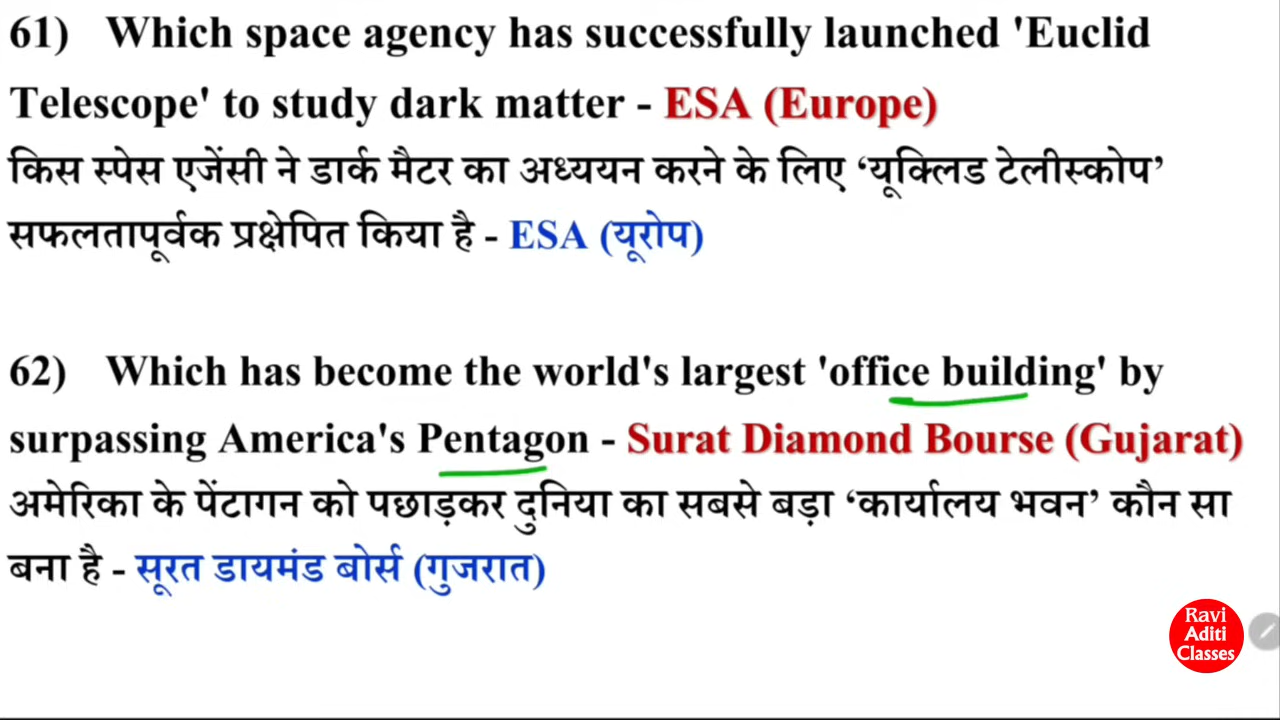 61) Which space agency has successfully launched 'Euclid
Telescope' to study dark matter - ESA (Europe)
किस स्पेस एजेंसी ने डार्क मैटर का अध्ययन करने के लिए ‘यूक्लिड टेलीस्कोप’
सफलतापूर्वक प्रक्षेपित किया है - ESA (यूरोप)
62) Which has become the world's largest 'office building' by
surpassing America's Pentagon - Surat Diamond Bourse (Gujarat)
अमेरिका के पेंटागन को पछाड़कर दुनिया का सबसे बड़ा ‘कार्यालय भवन’ कौन सा
बना है - सूरत डायमंड बोर्स (गुजरात)
Ravi
Aditi
Classes